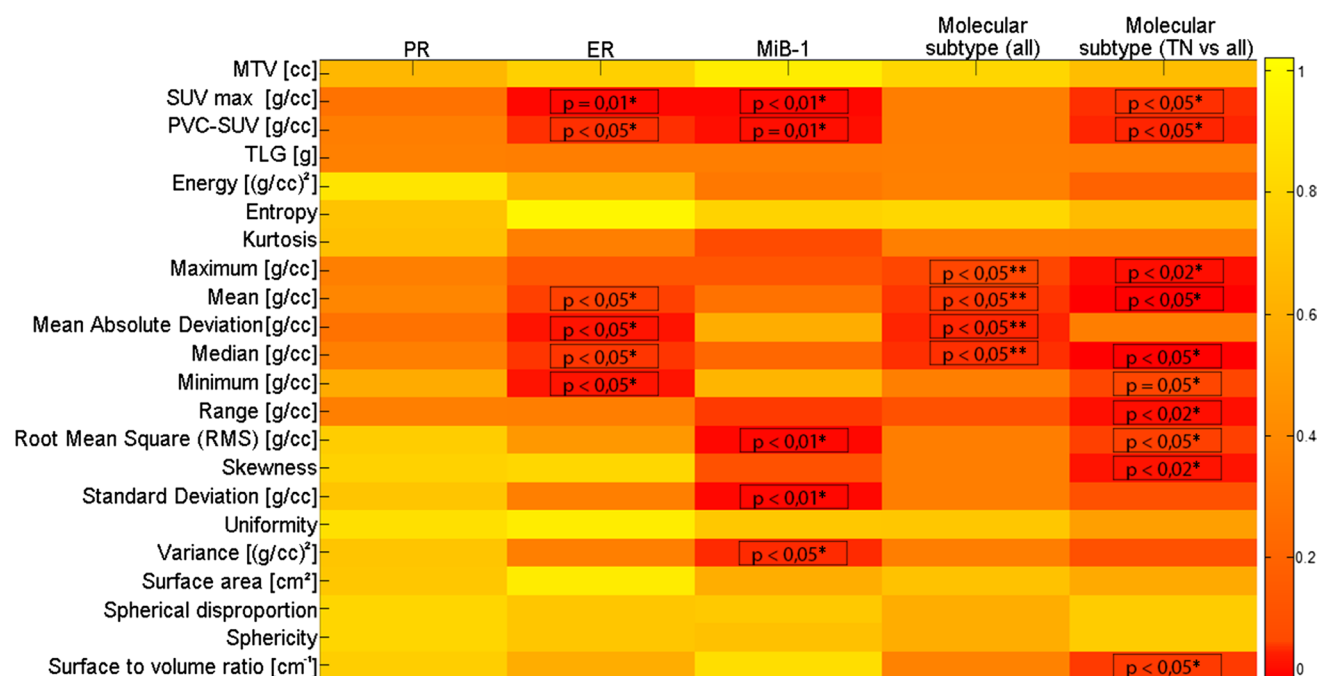 PR ER MiB-1 Molecular subtype (all) Molecular subtype (TN vs all)
MTV [cc] 1
SUV max [g/cc] p = 0,01* p < 0,01* p < 0,05*
PVC-SUV [g/cc] p < 0,05* p = 0,01* p < 0,05*
TLG [g]
Energy [(g/cc)²] 0.8
Entropy
Kurtosis
Maximum [g/cc] p < 0,05** p < 0,02*
Mean [g/cc] p < 0,05* p < 0,05** p < 0,05*
0.6
Mean Absolute Deviation[g/cc] p < 0,05* p < 0,05**
Median [g/cc] p < 0,05* p < 0,05** p < 0,05*
Minimum [g/cc] p < 0,05* p = 0,05*
Range [g/cc] p < 0,02*
Root Mean Square (RMS) [g/cc] p < 0,01* p < 0,05* 0.4
Skewness p < 0,02*
Standard Deviation [g/cc] p < 0,01*
Uniformity
Variance [(g/cc)²] p < 0,05* 0.2
Surface area [cm²]
Spherical disproportion
Sphericity
Surface to volume ratio [cm⁻¹] p < 0,05* 0